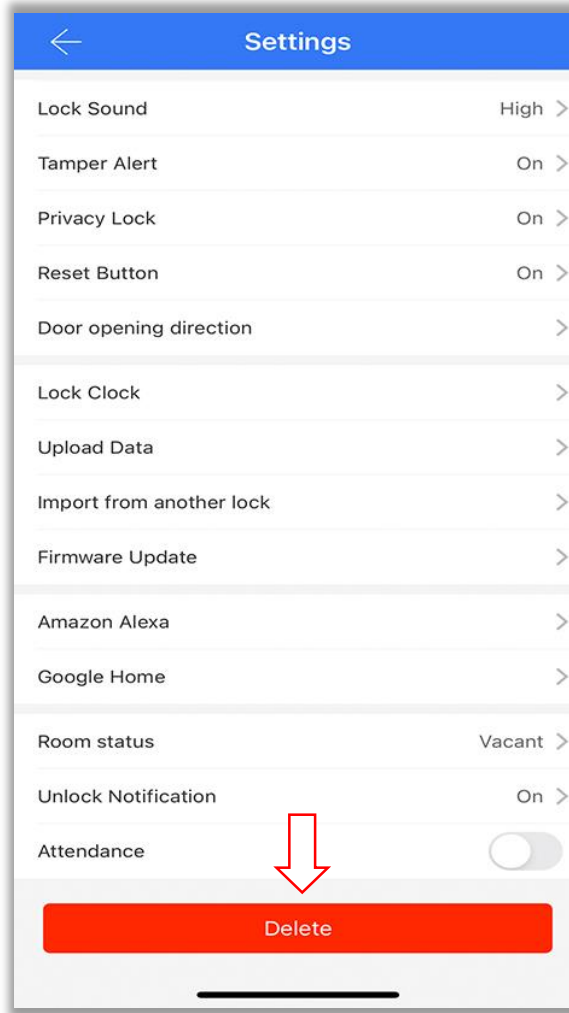 Settings
Lock Sound High
Tamper Alert On
Privacy Lock On
Reset Button On
Door opening direction
Lock Clock
Upload Data
Import from another lock
Firmware Update
Amazon Alexa
Google Home
Room status Vacant
Unlock Notification On
Attendance
Delete